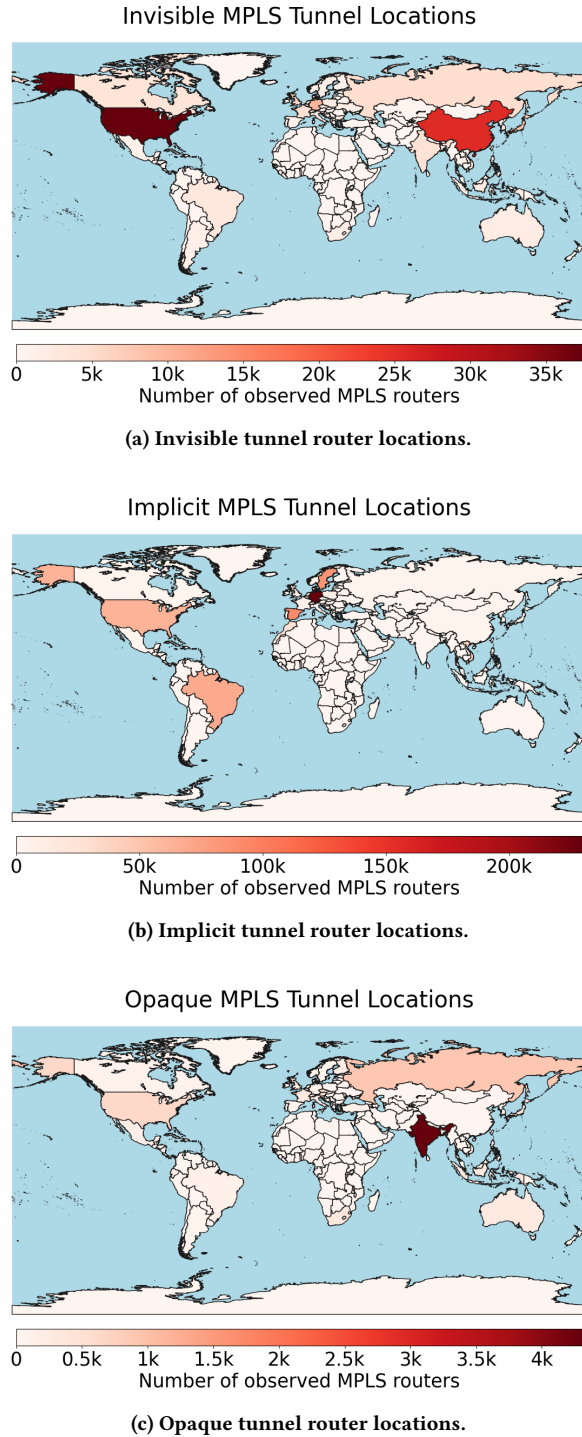 Invisible MPLS Tunnel Locations
0 5k 10k 15k 20k 25k 30k 35k
Number of observed MPLS routers
(a) Invisible tunnel router locations.
Implicit MPLS Tunnel Locations
0 50k 100k 150k 200k
Number of observed MPLS routers
(b) Implicit tunnel router locations.
Opaque MPLS Tunnel Locations
0 0.5k 1k 1.5k 2k 2.5k 3k 3.5k 4k
Number of observed MPLS routers
(c) Opaque tunnel router locations.